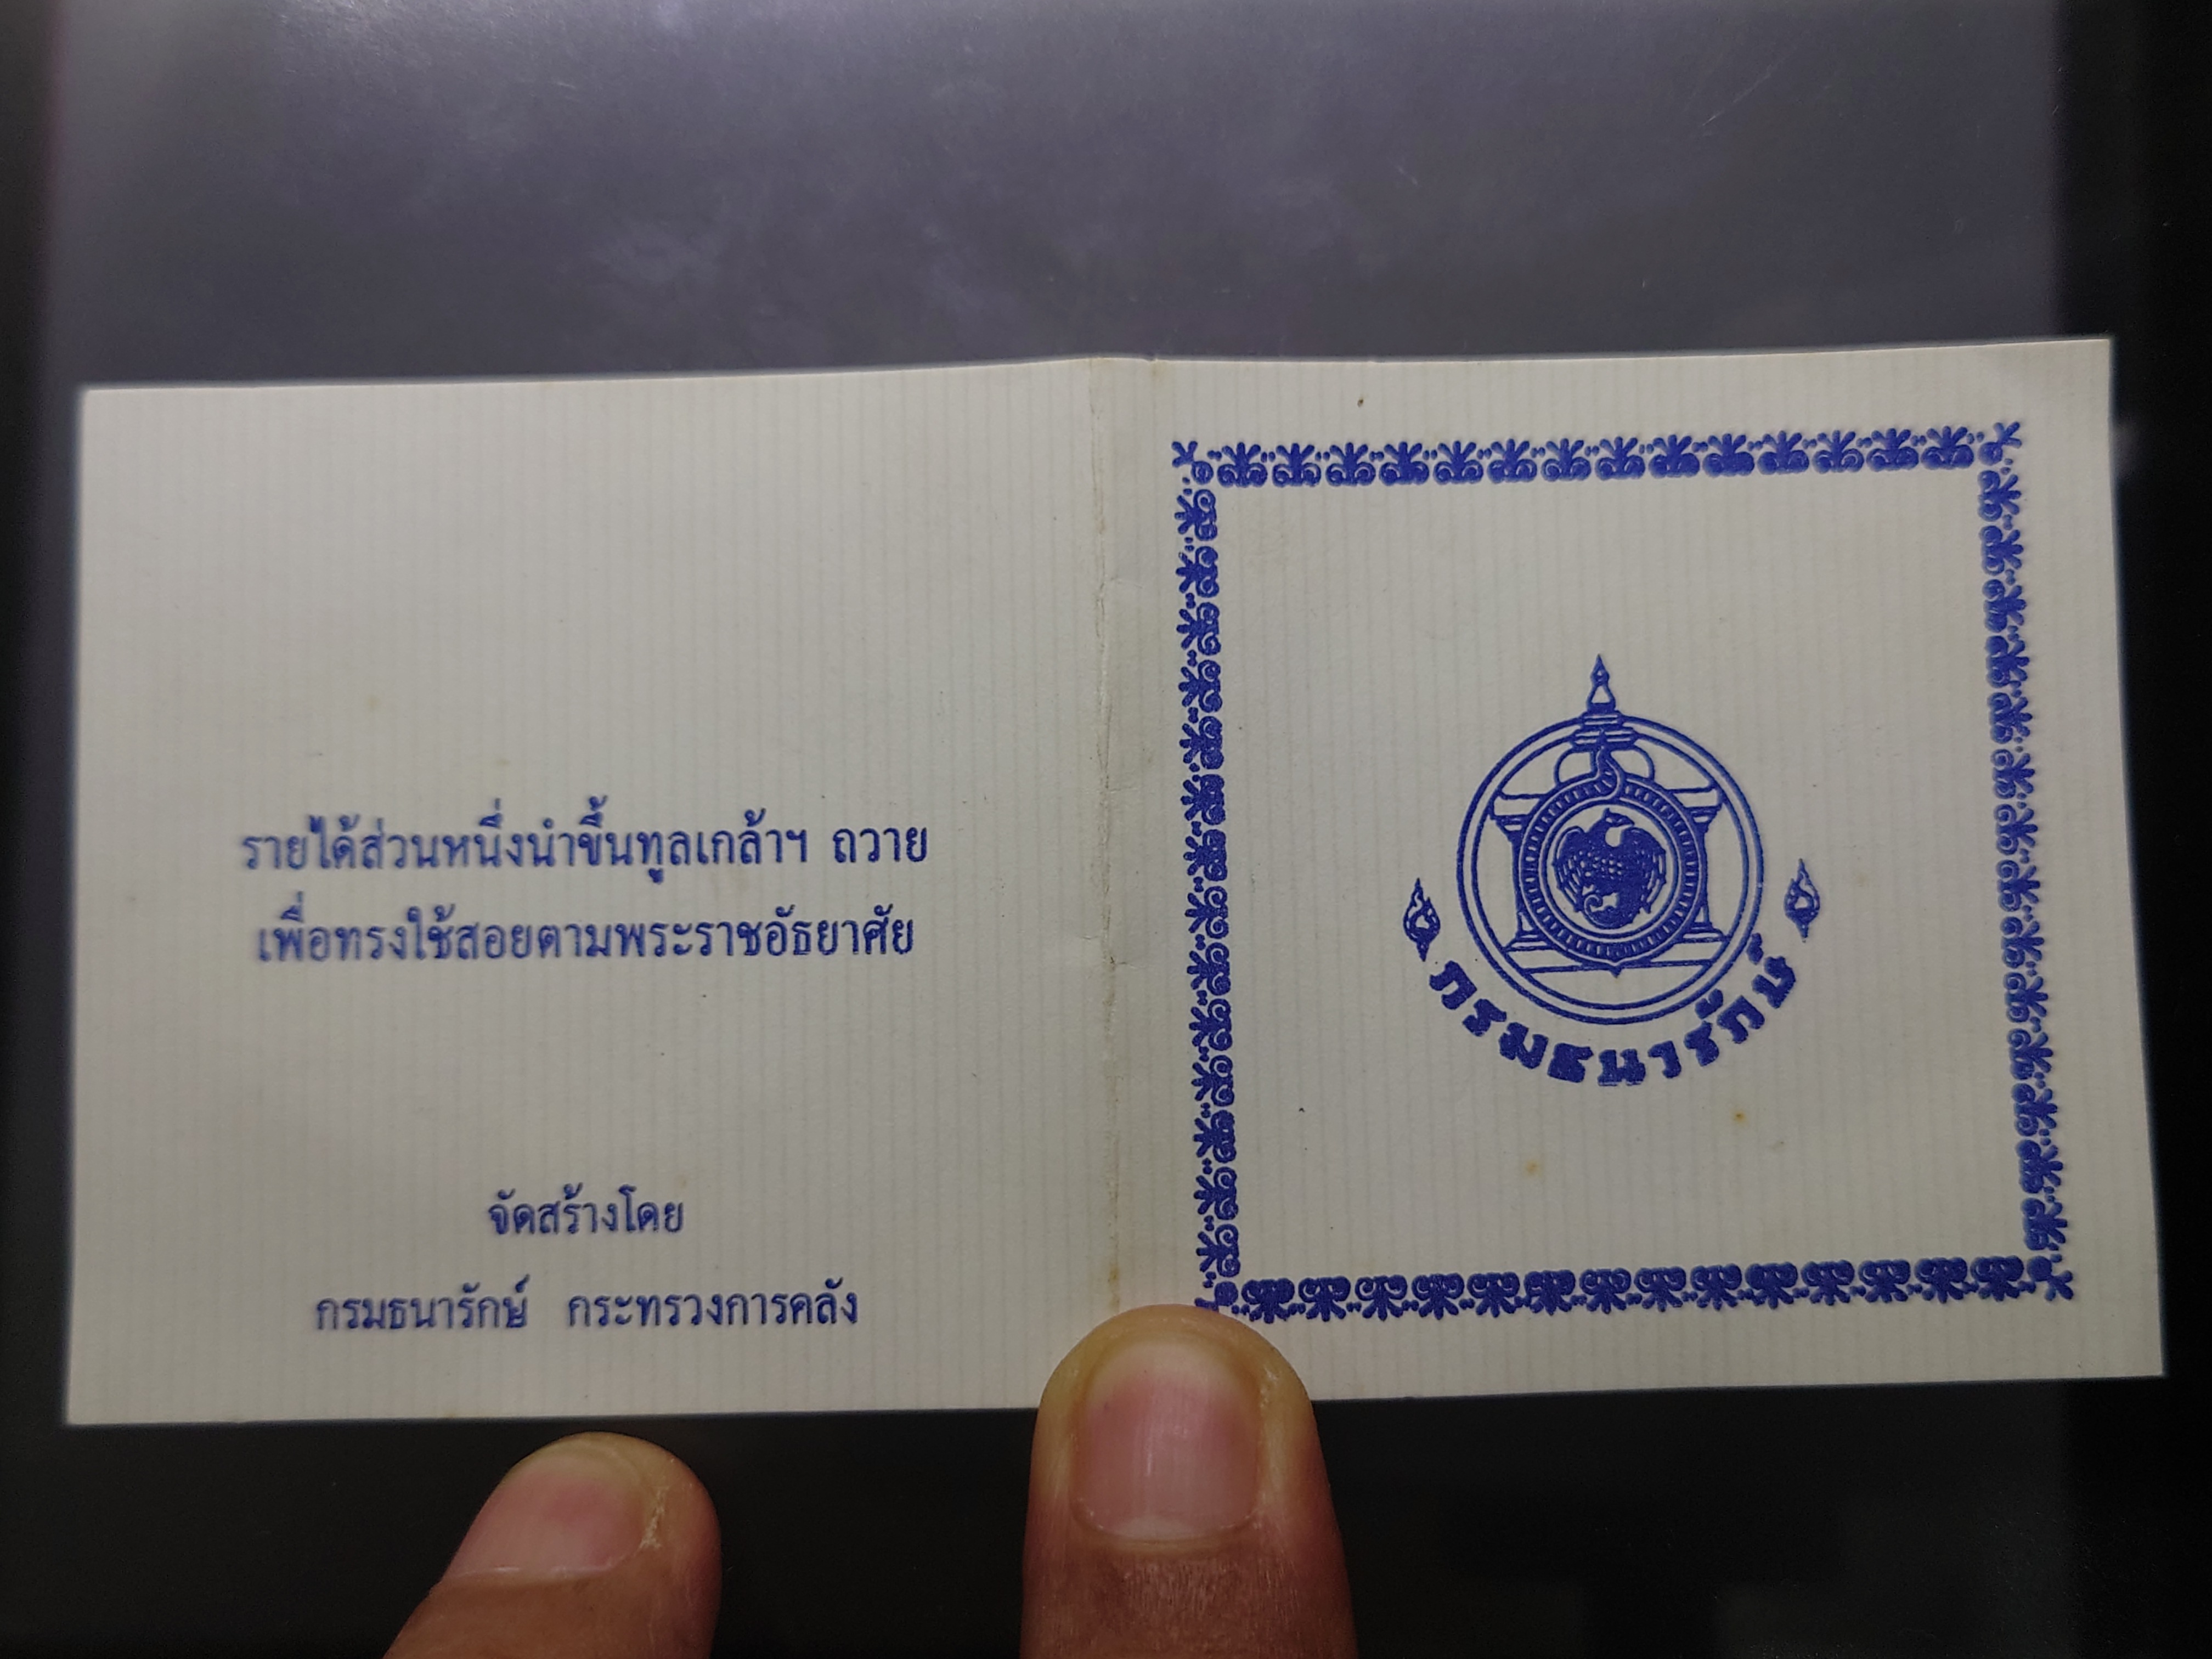 รายได้ส่วนหนึ่งนำขึ้นทูลเกล้าฯ ถวาย
เพื่อทรงใช้สอยตามพระราชอัธยาศัย
จัดสร้างโดย
กรมธนารักษ์ กระทรวงการคลัง
กรมธนารักษ์